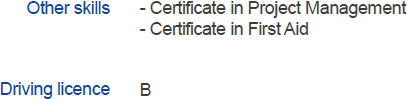 Other skills - Certificate in Project Management
- Certificate in First Aid
Driving licence B